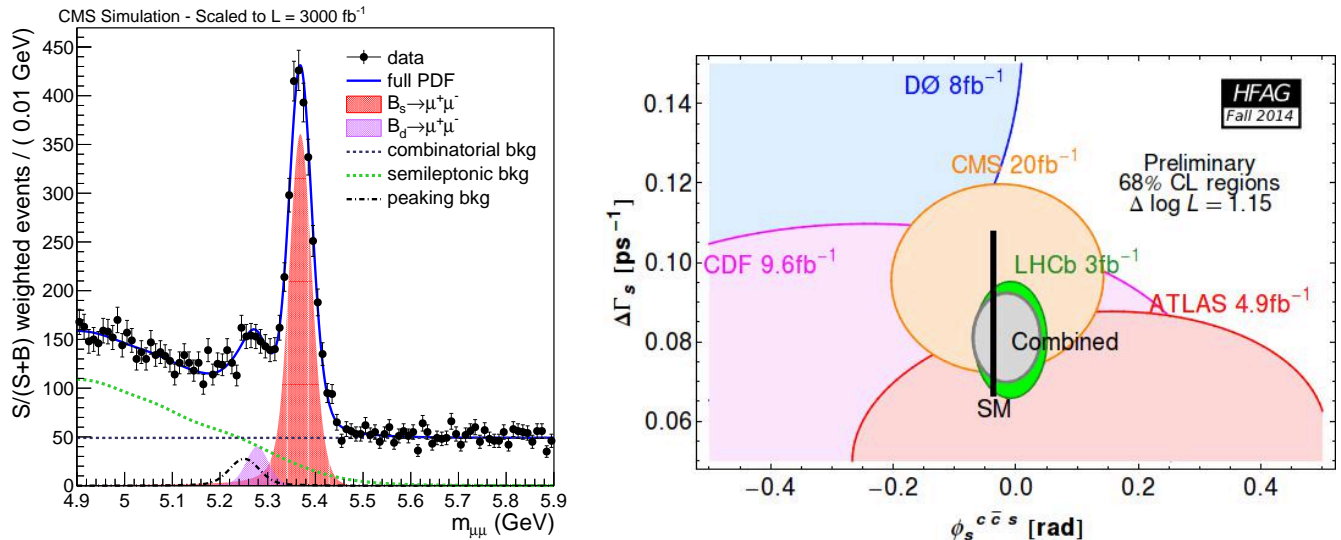 CMS Simulation - Scaled to L = 3000 fb⁻¹
S/(S+B) weighted events / ( 0.01 GeV)
450
400
350
300
250
200
150
100
50
0
data
full PDF
Bₛ→μ⁺μ⁻
B_d→μ⁺μ⁻
combinatorial bkg
semileptonic bkg
peaking bkg
4.9 5 5.1 5.2 5.3 5.4 5.5 5.6 5.7 5.8 5.9
m_μμ (GeV)
ΔΓₛ [ps⁻¹]
0.14
0.12
0.10
0.08
0.06
DØ 8fb⁻¹
HFAG
Fall 2014
CMS 20fb⁻¹
Preliminary
68% CL regions
Δ log L = 1.15
CDF 9.6fb⁻¹
LHCb 3fb⁻¹
ATLAS 4.9fb⁻¹
Combined
SM
−0.4 −0.2 0.0 0.2 0.4
ϕₛ^cc̄s [rad]